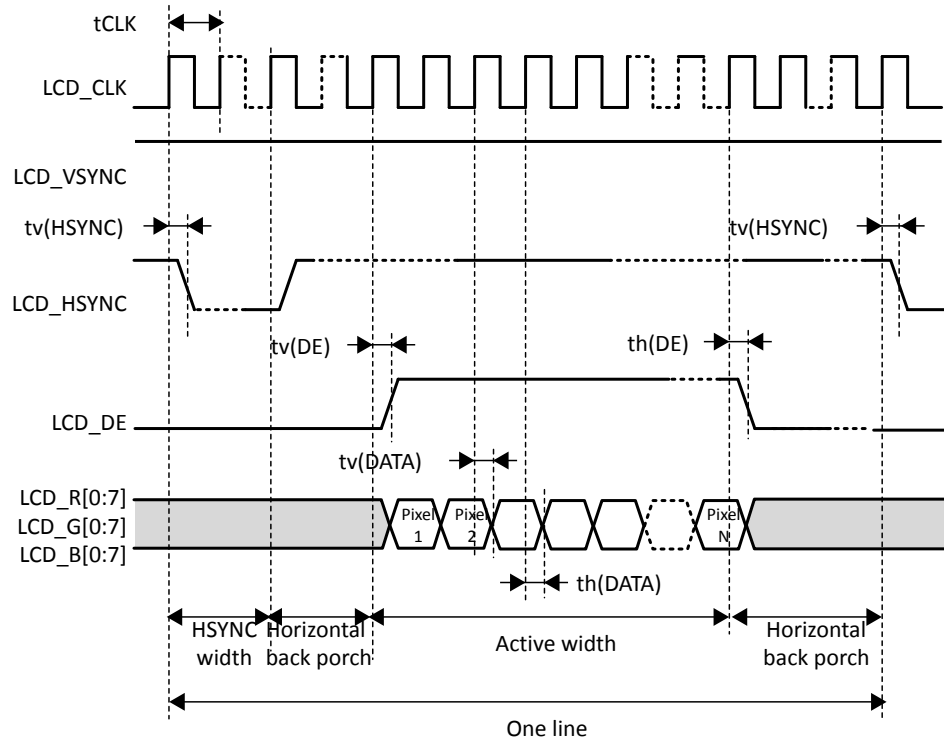 tCLK
LCD_CLK
LCD_VSYNC
tv(HSYNC)
tv(HSYNC)
LCD_HSYNC
tv(DE)
th(DE)
LCD_DE
tv(DATA)
LCD_R[0:7]
LCD_G[0:7]
LCD_B[0:7]
Pixel
1
Pixel
2
Pixel
N
th(DATA)
HSYNC
width
Horizontal
back porch
Active width
Horizontal
back porch
One line